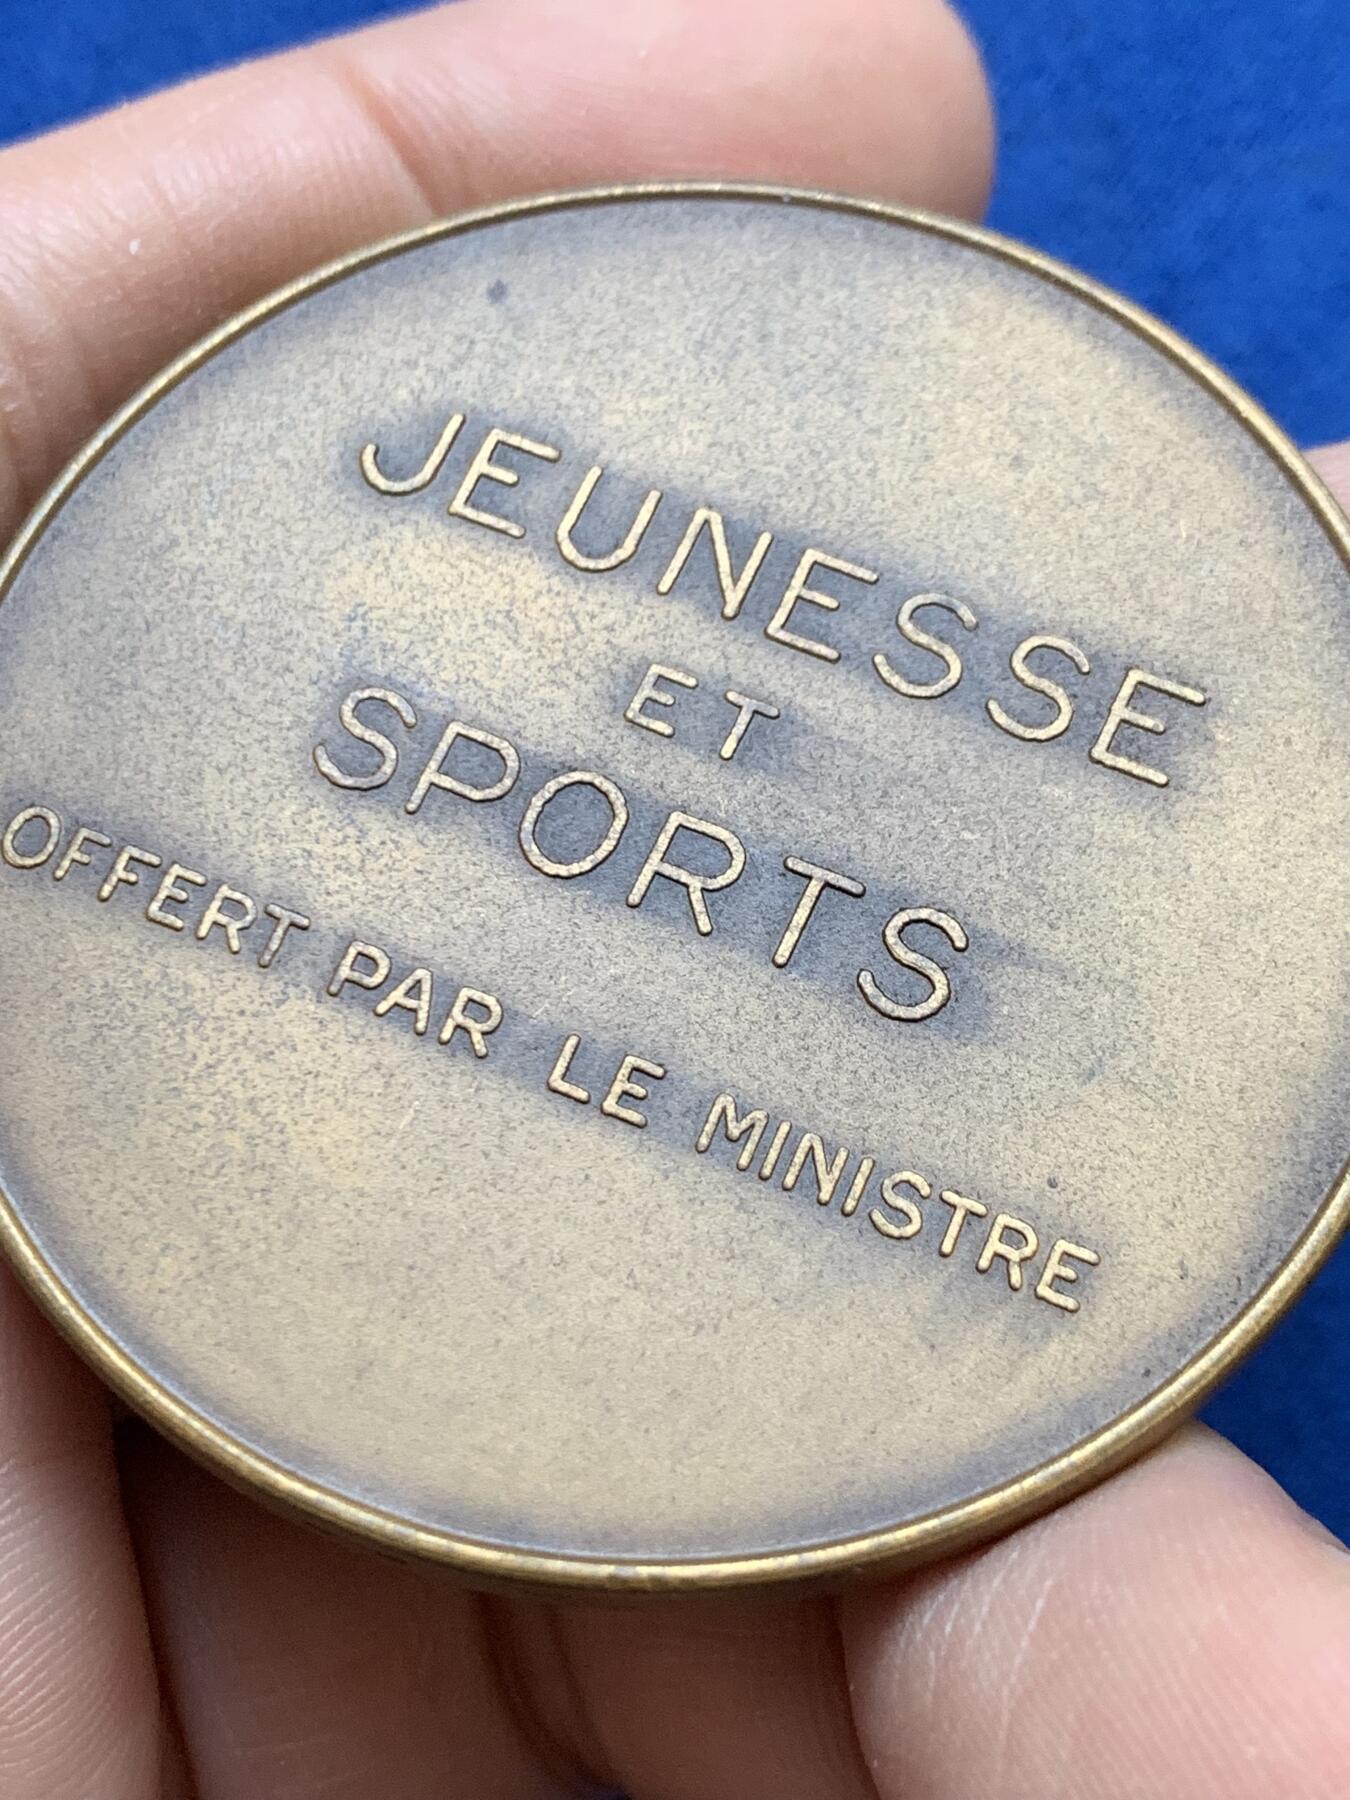 JEUNESSE
ET
SPORTS
OFFERT PAR LE MINISTRE